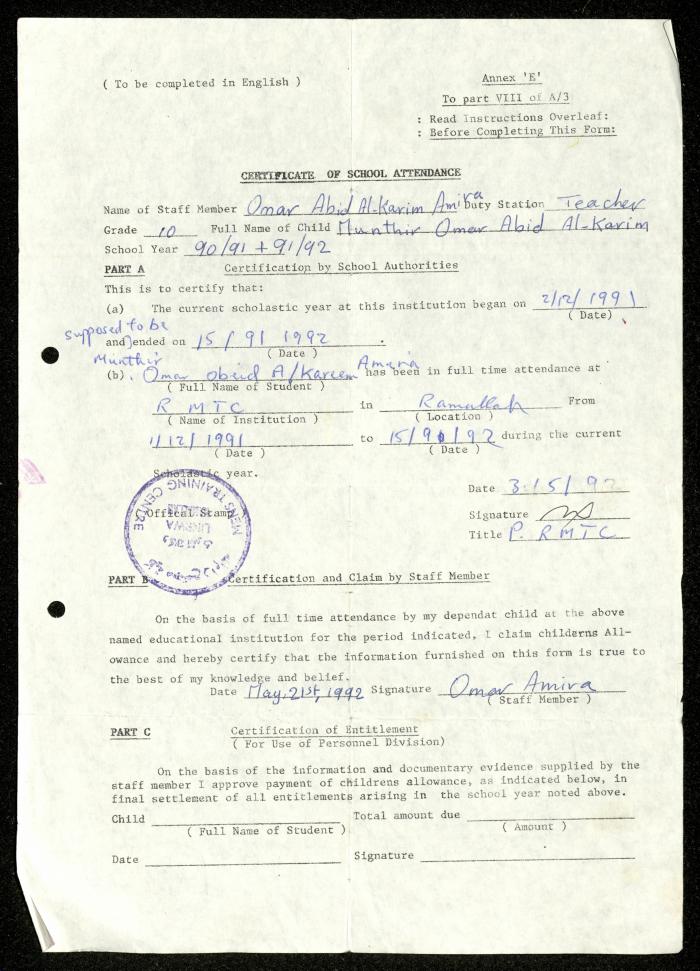 ( To be completed in English )
Annex 'E'
To part VIII of A/3
: Read Instructions Overleaf:
: Before Completing This Form:
CERTIFICATE OF SCHOOL ATTENDANCE
Name of Staff Member Omar Abid Al-Karim Amira Duty Station Teacher
Grade 10 Full Name of Child Munthir Omar Abid Al-Karim
School Year 90/91 + 91/92
PART A Certification by School Authorities
This is to certify that:
(a) The current scholastic year at this institution began on 2/12/1991
( Date)
supposed to be
and ended on 15/91 1992 .
( Date )
Munthir
(b). Omar obeid A/Kareem Amira has been in full time attendance at
( Full Name of Student )
R MTC in Ramallah From
( Name of Institution ) ( Location )
1/12/1991 to 15/9 /92 during the current
( Date ) ( Date )
Scholastic year.
Date 3/5/92
MEN'S TRAINING CENTRE
UNRWA
Offical Stamp
Signature
Title P. RMTC
PART B Certification and Claim by Staff Member
On the basis of full time attendance by my dependat child at the above
named educational institution for the period indicated, I claim childerns All-
owance and hereby certify that the information furnished on this form is true to
the best of my knowledge and belief.
Date May, 21st, 1992 Signature Omar Amira
( Staff Member )
PART C Certification of Entitlement
( For Use of Personnel Division)
On the basis of the information and documentary evidence supplied by the
staff member I approve payment of childrens allowance, as indicated below, in
final settlement of all entitlements arising in the school year noted above.
Child Total amount due
( Full Name of Student ) ( Amount )
Date Signature